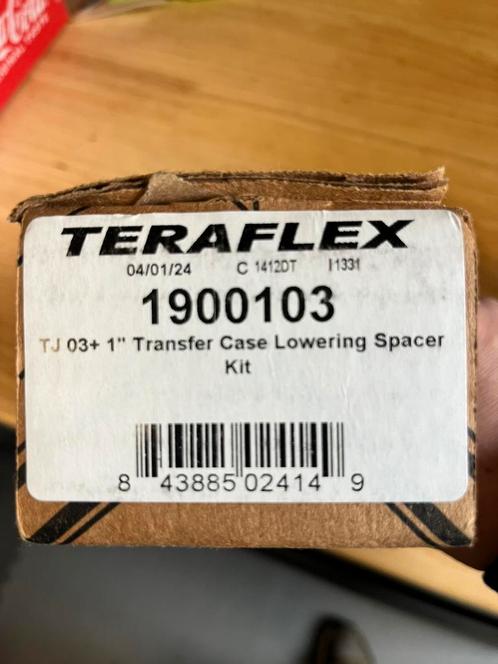 TERAFLEX
04/01/24 C 1412DT I1331
1900103
TJ 03+ 1" Transfer Case Lowering Spacer
Kit
8 43885 02414 9